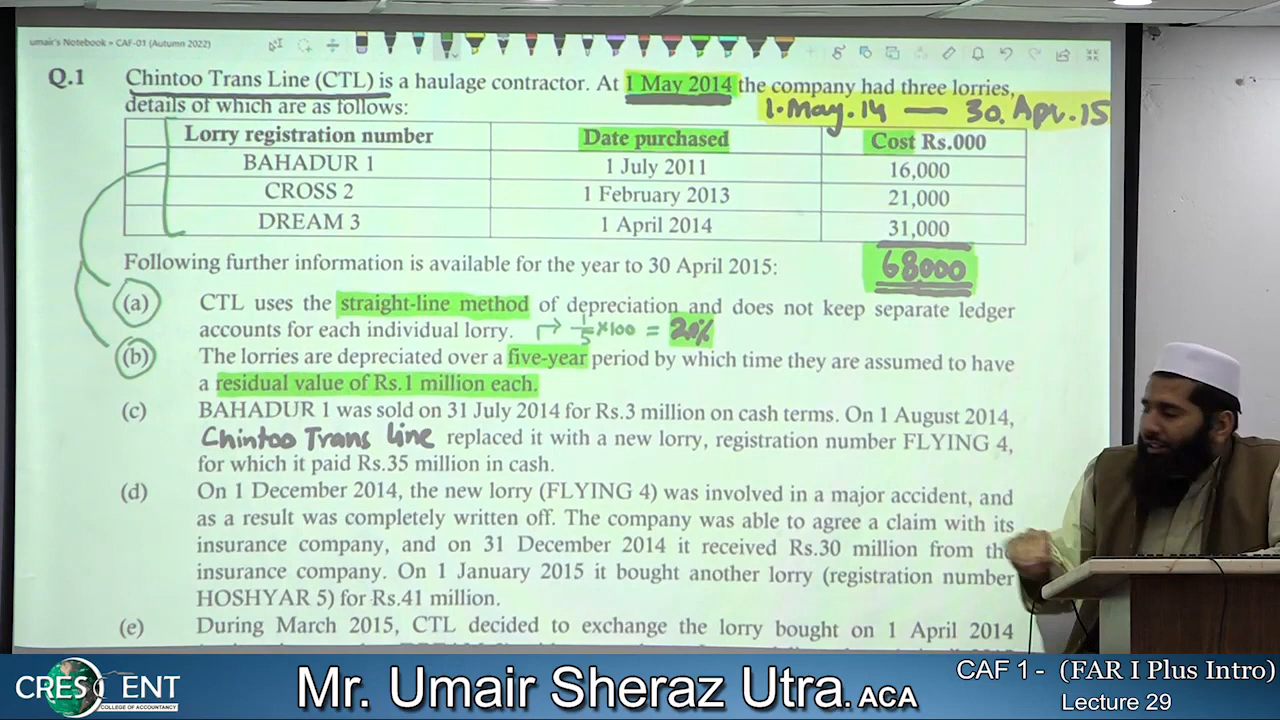 umair's Notebook » CAF-01 (Autumn 2022)
Q.1 Chintoo Trans Line (CTL) is a haulage contractor. At 1 May 2014 the company had three lorries,
details of which are as follows:
1.May.14 — 30.Apr.15
Lorry registration number Date purchased Cost Rs.000
BAHADUR 1 1 July 2011 16,000
CROSS 2 1 February 2013 21,000
DREAM 3 1 April 2014 31,000
68000
Following further information is available for the year to 30 April 2015:
(a) CTL uses the straight-line method of depreciation and does not keep separate ledger
accounts for each individual lorry. 1/5 ×100 = 20%
(b) The lorries are depreciated over a five-year period by which time they are assumed to have
a residual value of Rs.1 million each.
(c) BAHADUR 1 was sold on 31 July 2014 for Rs.3 million on cash terms. On 1 August 2014,
Chintoo Trans Line replaced it with a new lorry, registration number FLYING 4,
for which it paid Rs.35 million in cash.
(d) On 1 December 2014, the new lorry (FLYING 4) was involved in a major accident, and
as a result was completely written off. The company was able to agree a claim with its
insurance company, and on 31 December 2014 it received Rs.30 million from the
insurance company. On 1 January 2015 it bought another lorry (registration number
HOSHYAR 5) for Rs.41 million.
(e) During March 2015, CTL decided to exchange the lorry bought on 1 April 2014
CRESCENT
COLLEGE OF ACCOUNTANCY
Mr. Umair Sheraz Utra. ACA
CAF 1 - (FAR I Plus Intro)
Lecture 29